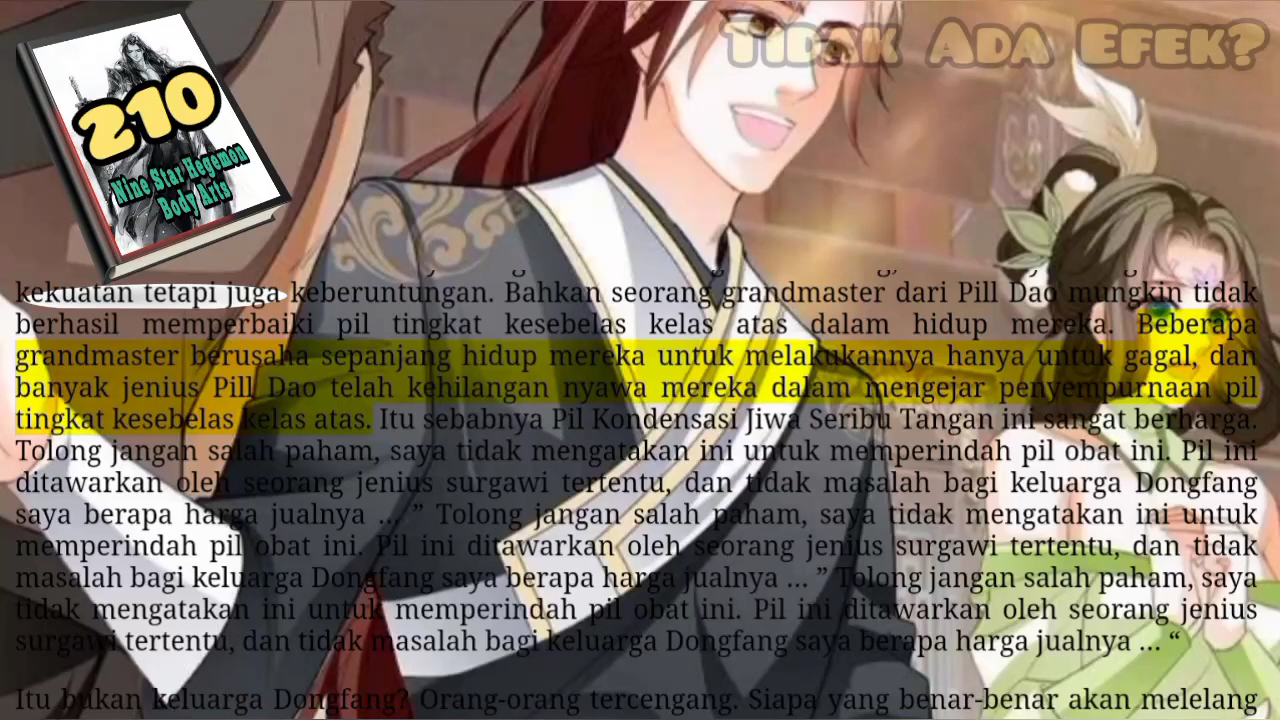 Tidak Ada Efek?
210
Nine Star Hegemon
Body Arts
kekuatan tetapi juga keberuntungan. Bahkan seorang grandmaster dari Pill Dao mungkin tidak
berhasil memperbaiki pil tingkat kesebelas kelas atas dalam hidup mereka. Beberapa
grandmaster berusaha sepanjang hidup mereka untuk melakukannya hanya untuk gagal, dan
banyak jenius Pill Dao telah kehilangan nyawa mereka dalam mengejar penyempurnaan pil
tingkat kesebelas kelas atas. Itu sebabnya Pil Kondensasi Jiwa Seribu Tangan ini sangat berharga.
Tolong jangan salah paham, saya tidak mengatakan ini untuk memperindah pil obat ini. Pil ini
ditawarkan oleh seorang jenius surgawi tertentu, dan tidak masalah bagi keluarga Dongfang
saya berapa harga jualnya ... ” Tolong jangan salah paham, saya tidak mengatakan ini untuk
memperindah pil obat ini. Pil ini ditawarkan oleh seorang jenius surgawi tertentu, dan tidak
masalah bagi keluarga Dongfang saya berapa harga jualnya ... ” Tolong jangan salah paham, saya
tidak mengatakan ini untuk memperindah pil obat ini. Pil ini ditawarkan oleh seorang jenius
surgawi tertentu, dan tidak masalah bagi keluarga Dongfang saya berapa harga jualnya ... “
Itu bukan keluarga Dongfang? Orang-orang tercengang. Siapa yang benar-benar akan melelang